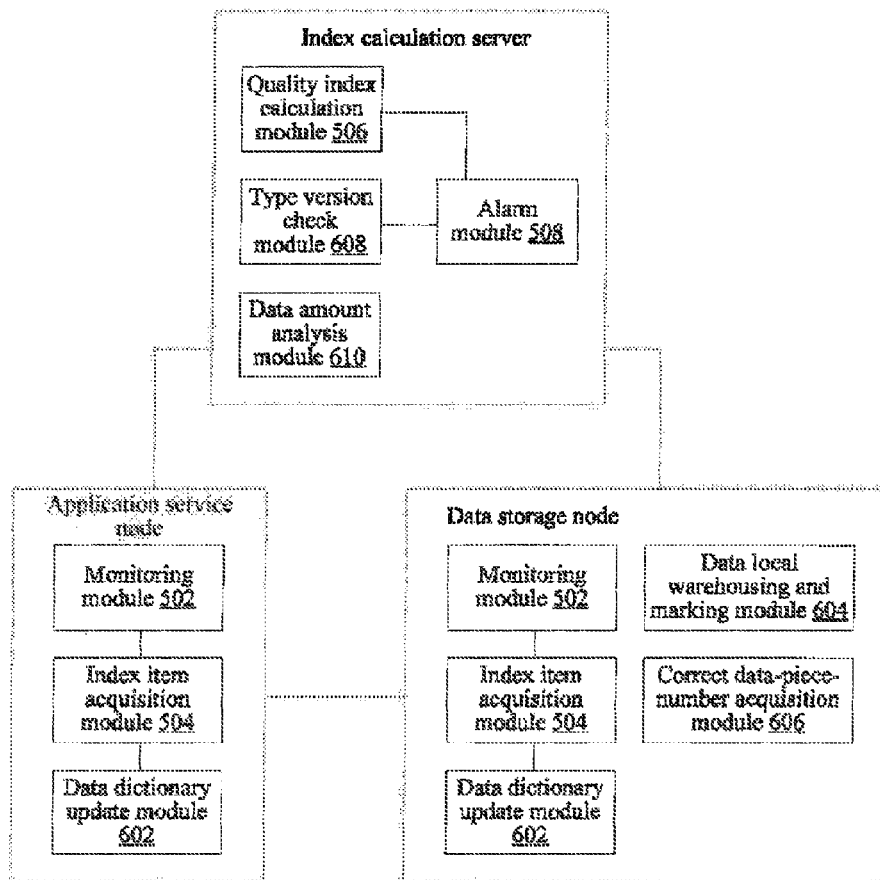 Index calculation server
Quality index
calculation
module 506
Type version
check
module 608
Alarm
module 508
Data amount
analysis
module 610
Application service
node
Monitoring
module 502
Index item
acquisition
module 504
Data dictionary
update module
602
Data storage node
Monitoring
module 502
Index item
acquisition
module 504
Data dictionary
update module
602
Data local
warehousing and
marking module 604
Correct data-piece-
number acquisition
module 606